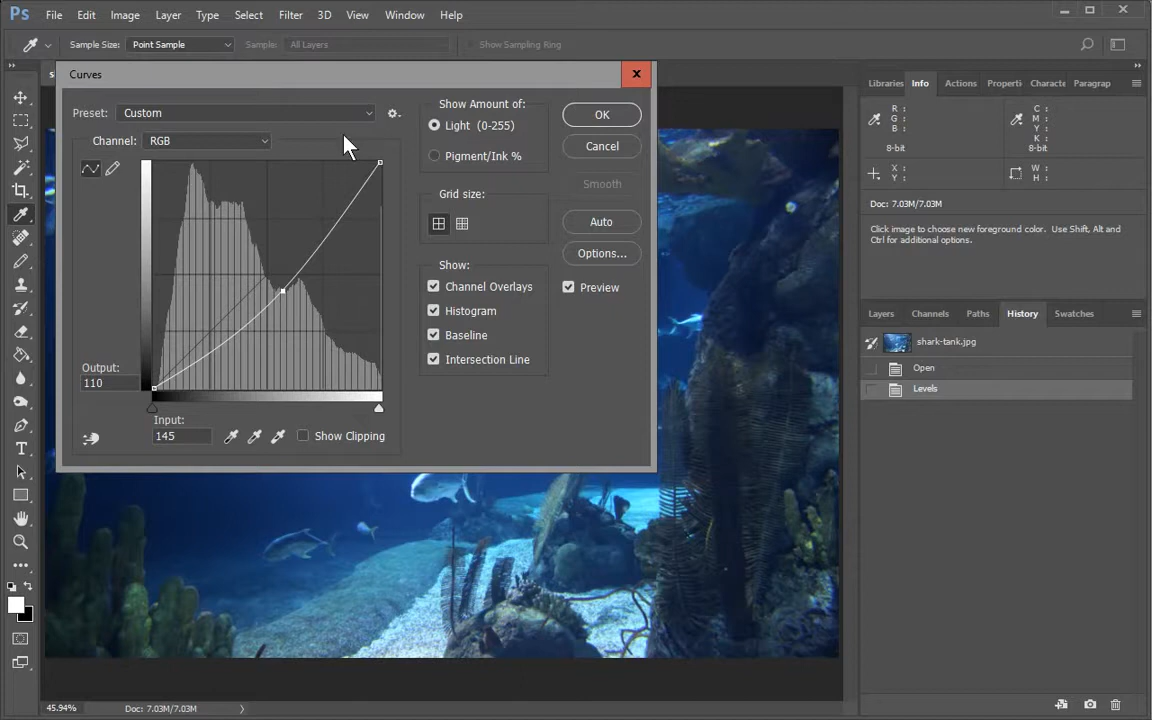 Ps File Edit Image Layer Type Select Filter 3D View Window Help
Sample Size: Point Sample Sample: All Layers Show Sampling Ring
Curves
Preset: Custom
Channel: RGB
Output:
110
Input:
145
Show Clipping
Show Amount of:
Light (0-255)
Pigment/Ink %
Grid size:
Show:
Channel Overlays
Histogram
Baseline
Intersection Line
OK
Cancel
Smooth
Auto
Options...
Preview
Libraries Info Actions Properti Characte Paragrap
R :
G :
B :
8-bit
C :
M :
Y :
K :
8-bit
X :
Y :
W :
H :
Doc: 7.03M/7.03M
Click image to choose new foreground color. Use Shift, Alt and
Ctrl for additional options.
Layers Channels Paths History Swatches
shark-tank.jpg
Open
Levels
45.94% Doc: 7.03M/7.03M